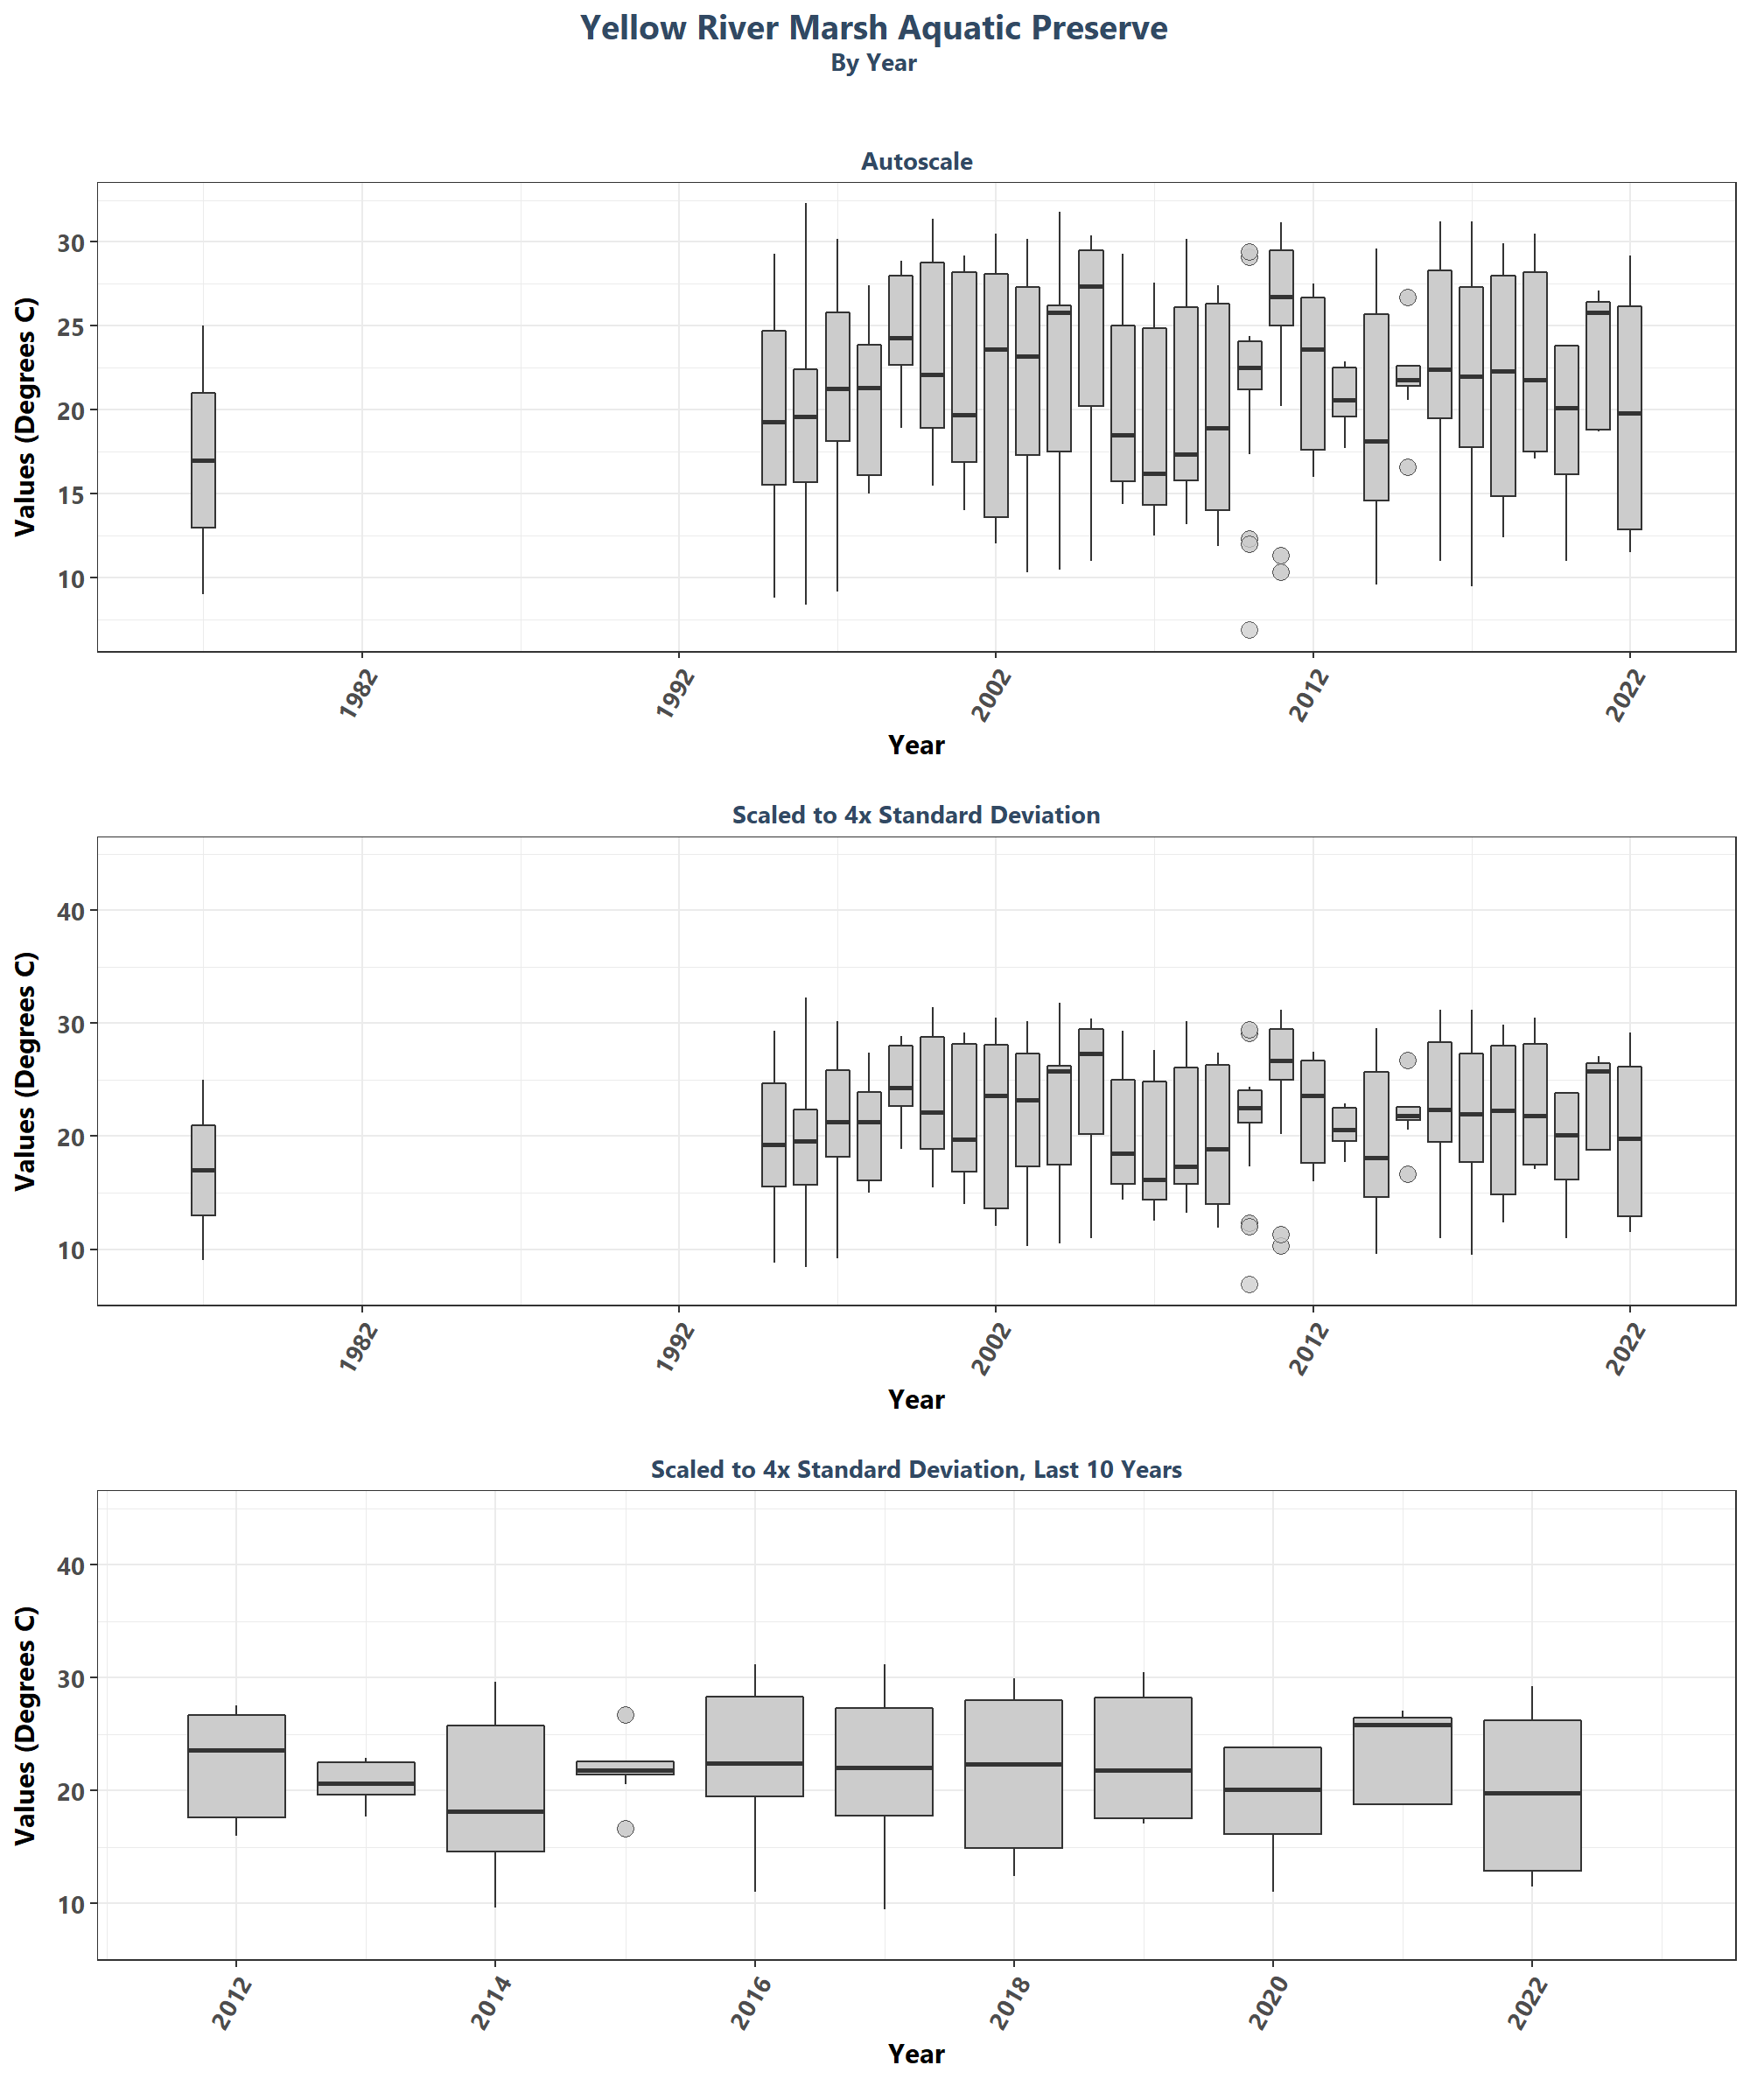 Yellow River Marsh Aquatic Preserve
By Year
Autoscale
Values (Degrees C)
30
25
20
15
10
1982
1992
2002
2012
2022
Year
Scaled to 4x Standard Deviation
Values (Degrees C)
40
30
20
10
1982
1992
2002
2012
2022
Year
Scaled to 4x Standard Deviation, Last 10 Years
Values (Degrees C)
40
30
20
10
2012
2014
2016
2018
2020
2022
Year